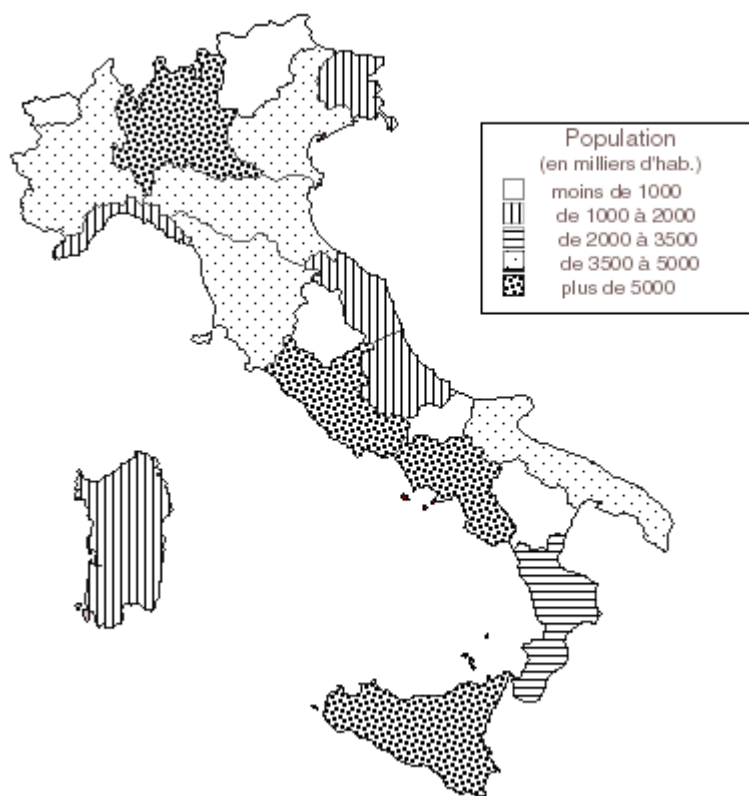 Population
(en milliers d'hab.)
moins de 1000
de 1000 à 2000
de 2000 à 3500
de 3500 à 5000
plus de 5000